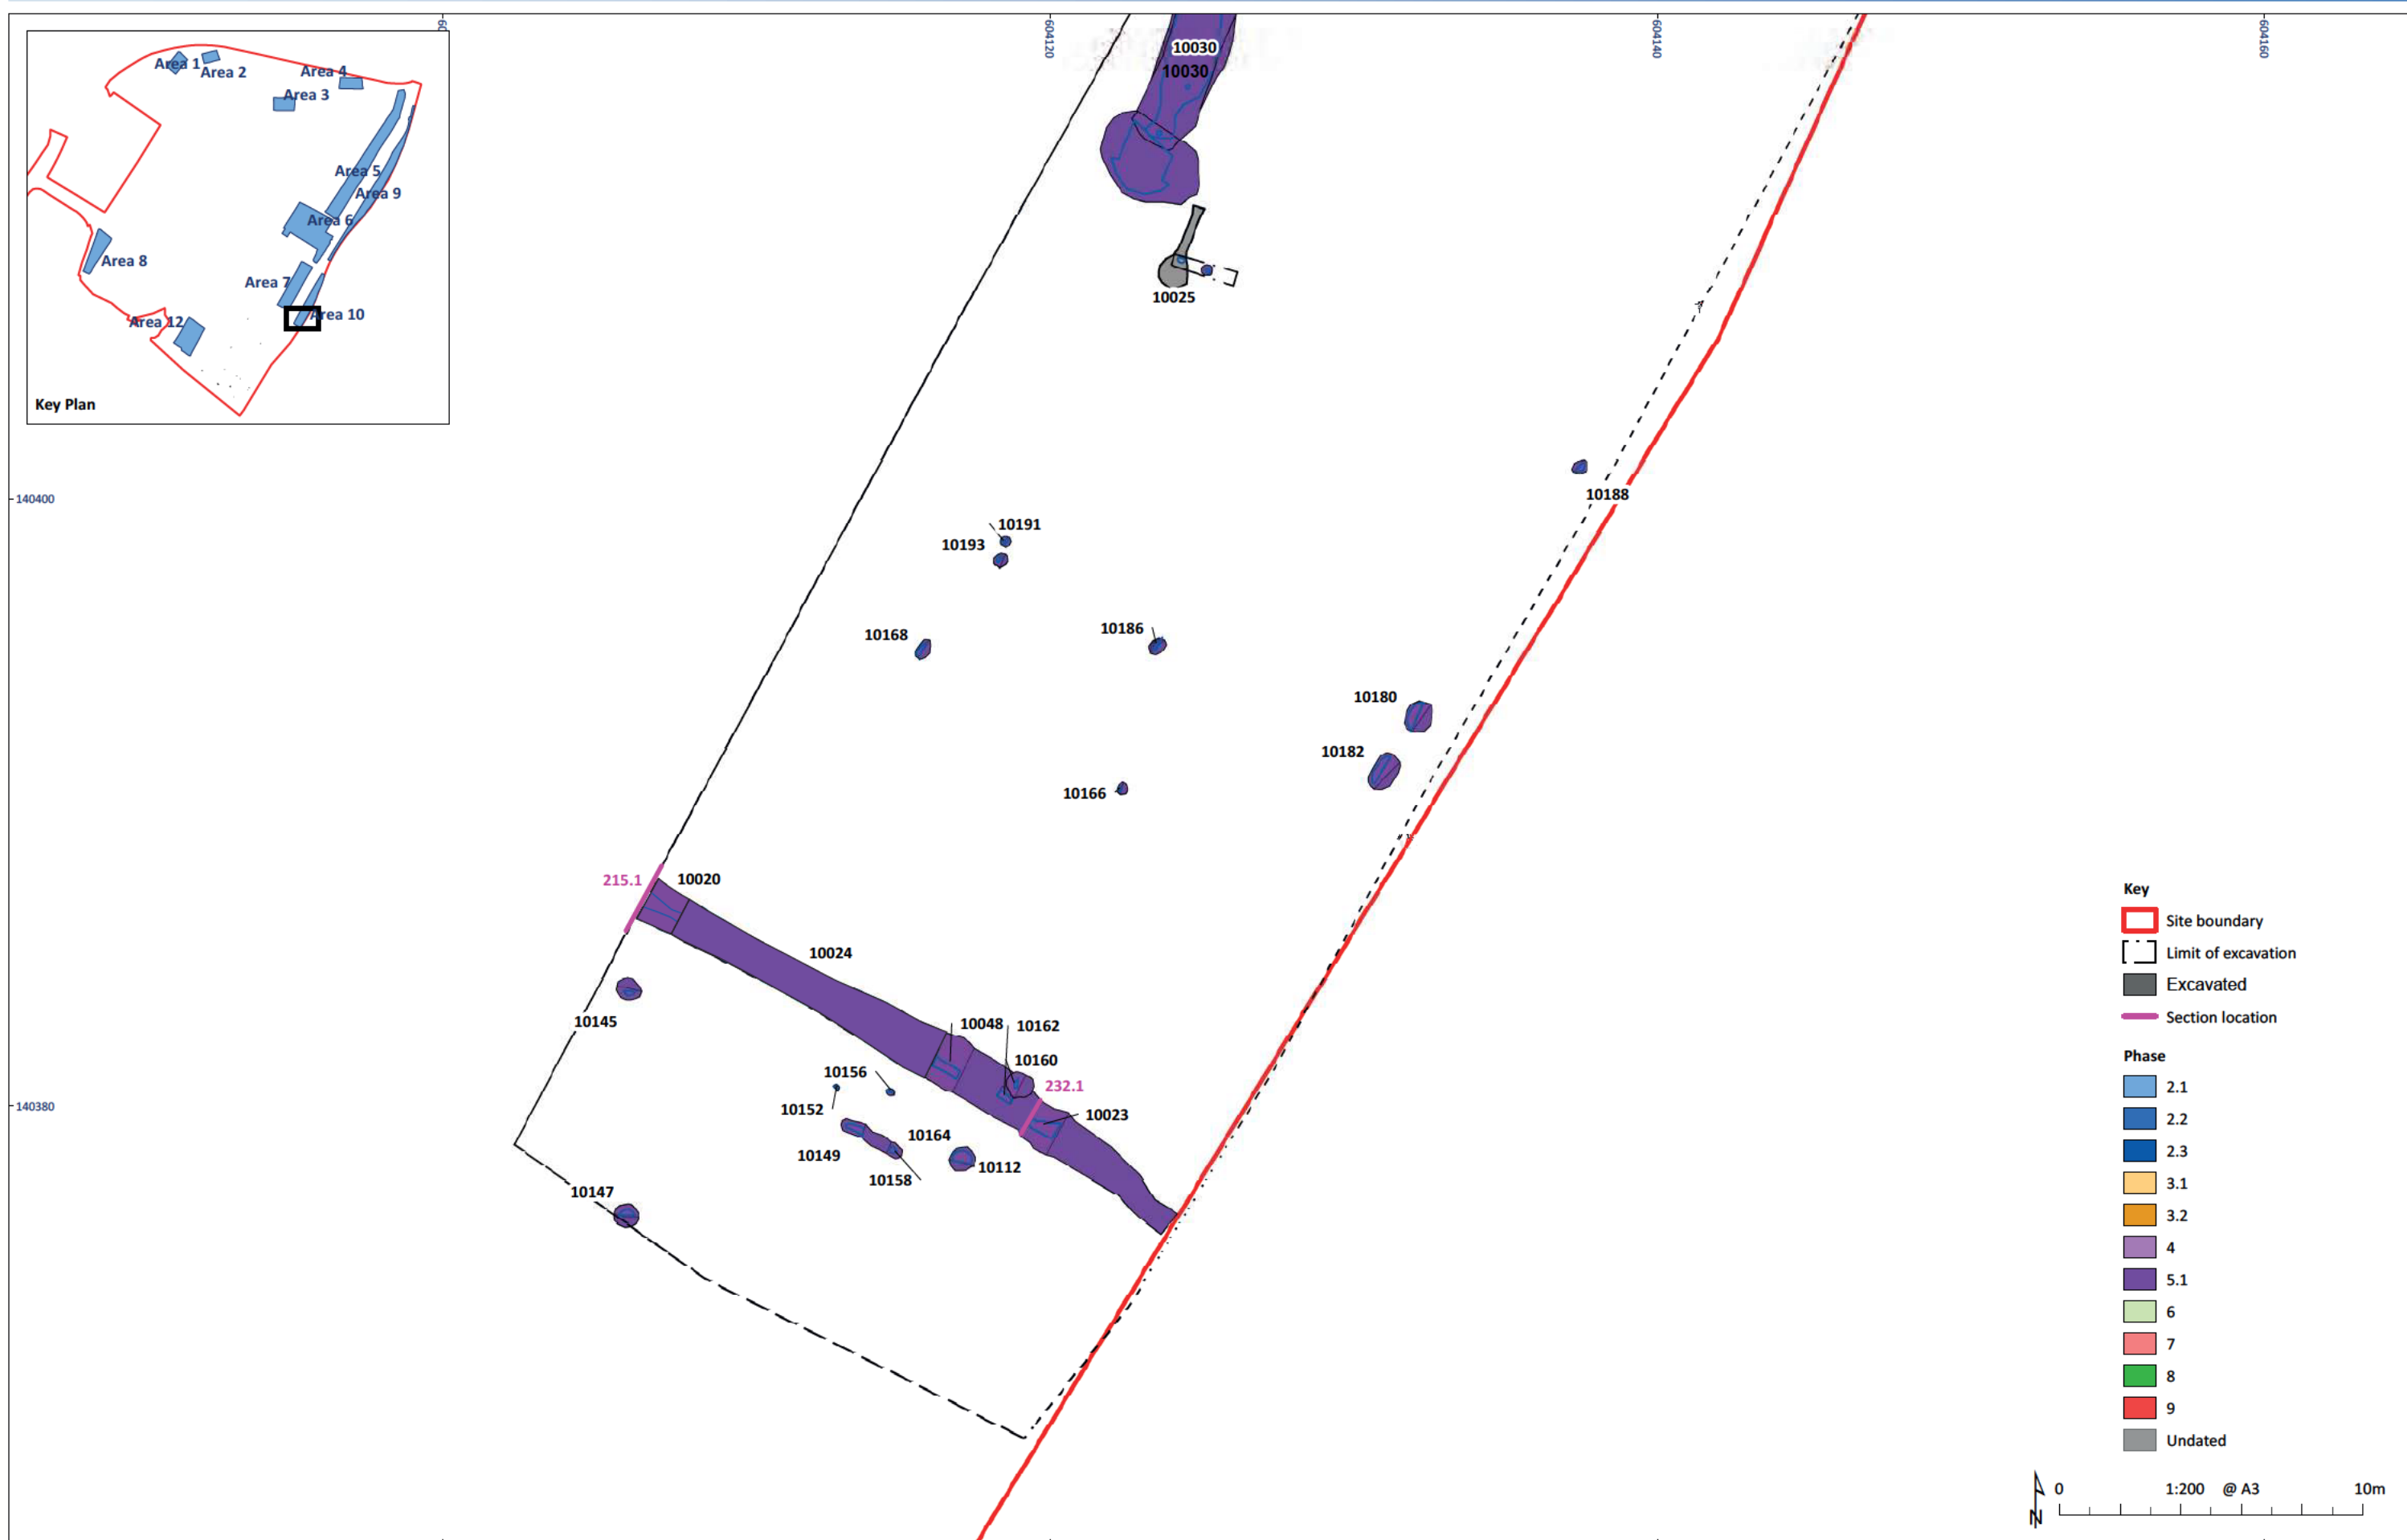 604120
604140
604160
Area 1
Area 2
Area 4
Area 3
Area 5
Area 9
Area 6
Area 8
Area 7
Area 10
Area 12
Key Plan
10030
10030
10025
140400
10188
10191
10193
10168
10186
10180
10182
10166
215.1
10020
10024
10145
10048
10162
10160
10156
232.1
140380
10152
10023
10164
10149
10112
10158
10147
Key
Site boundary
Limit of excavation
Excavated
Section location
Phase
2.1
2.2
2.3
3.1
3.2
4
5.1
6
7
8
9
Undated
0 1:200 @ A3 10m
N